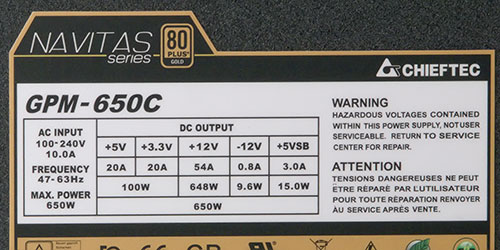 NAVITAS
series
80
PLUS
GOLD
CHIEFTEC
GPM-650C
AC INPUT
100-240V
10.0A
DC OUTPUT
+5V +3.3V +12V -12V +5VSB
FREQUENCY
47-63Hz
20A 20A 54A 0.8A 3.0A
MAX. POWER
650W
100W 648W 9.6W 15.0W
650W
WARNING
HAZARDOUS VOLTAGES CONTAINED
WITHIN THIS POWER SUPPLY, NOT USER
SERVICEABLE. RETURN TO SERVICE
CENTER FOR REPAIR.
ATTENTION
TENSIONS DANGEREUSES NE PEUT
ÊTRE RÉPARÉ PAR L'UTILISATEUR
POUR TOUTE RÉPARATION RENVOYER
AU SERVICE APRÈS VENTE.